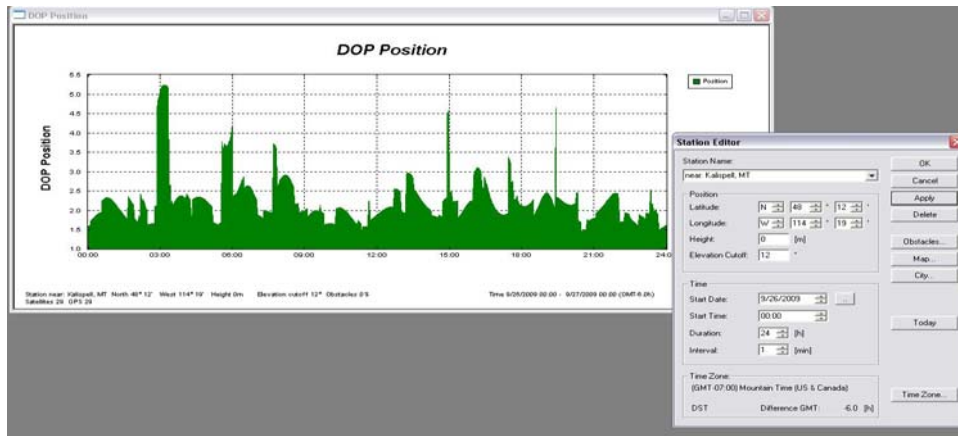 DOP Position
DOP Position
Position
DOP Position
5.5
5.0
4.5
4.0
3.5
3.0
2.5
2.0
1.5
1.0
00:00 03:00 06:00 09:00 12:00 15:00 18:00 21:00 24:0
Station near: Kalispell, MT North 48° 12' West 114° 19' Height 0m Elevation cutoff 12° Obstacles 0%
Time 9/26/2009 00:00 - 9/27/2009 00:00 (GMT-6.0h)
Satellites 29 GPS 29
Station Editor
Station Name:
near: Kalispell, MT
Position
Latitude: N 48 ° 12 '
Longitude: W 114 ° 19 '
Height: 0 [m]
Elevation Cutoff: 12 °
Time
Start Date: 9/26/2009 ...
Start Time: 00:00
Duration: 24 [h]
Interval: 1 [min]
Time Zone:
(GMT-07:00) Mountain Time (US & Canada)
DST Difference GMT: -6.0 [h]
OK
Cancel
Apply
Delete
Obstacles...
Map...
City...
Today
Time Zone...